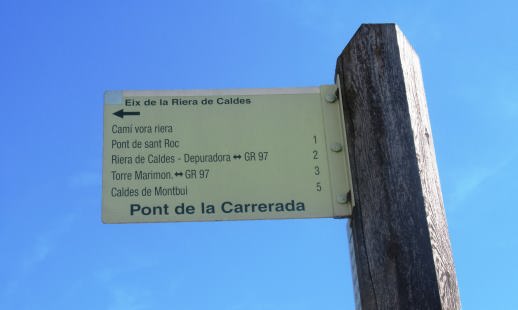 Eix de la Riera de Caldes
Camí vora riera
Pont de sant Roc 1
Riera de Caldes - Depuradora ↔ GR 97 2
Torre Marimon. ↔ GR 97 3
Caldes de Montbui 5
Pont de la Carrerada